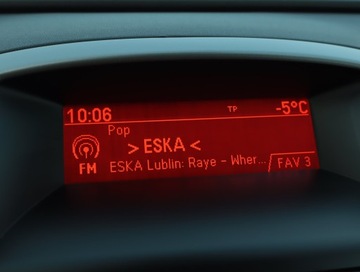 10:06 TP -5°C
Pop
> ESKA <
FM ESKA Lublin: Raye - Wher... FAV 3